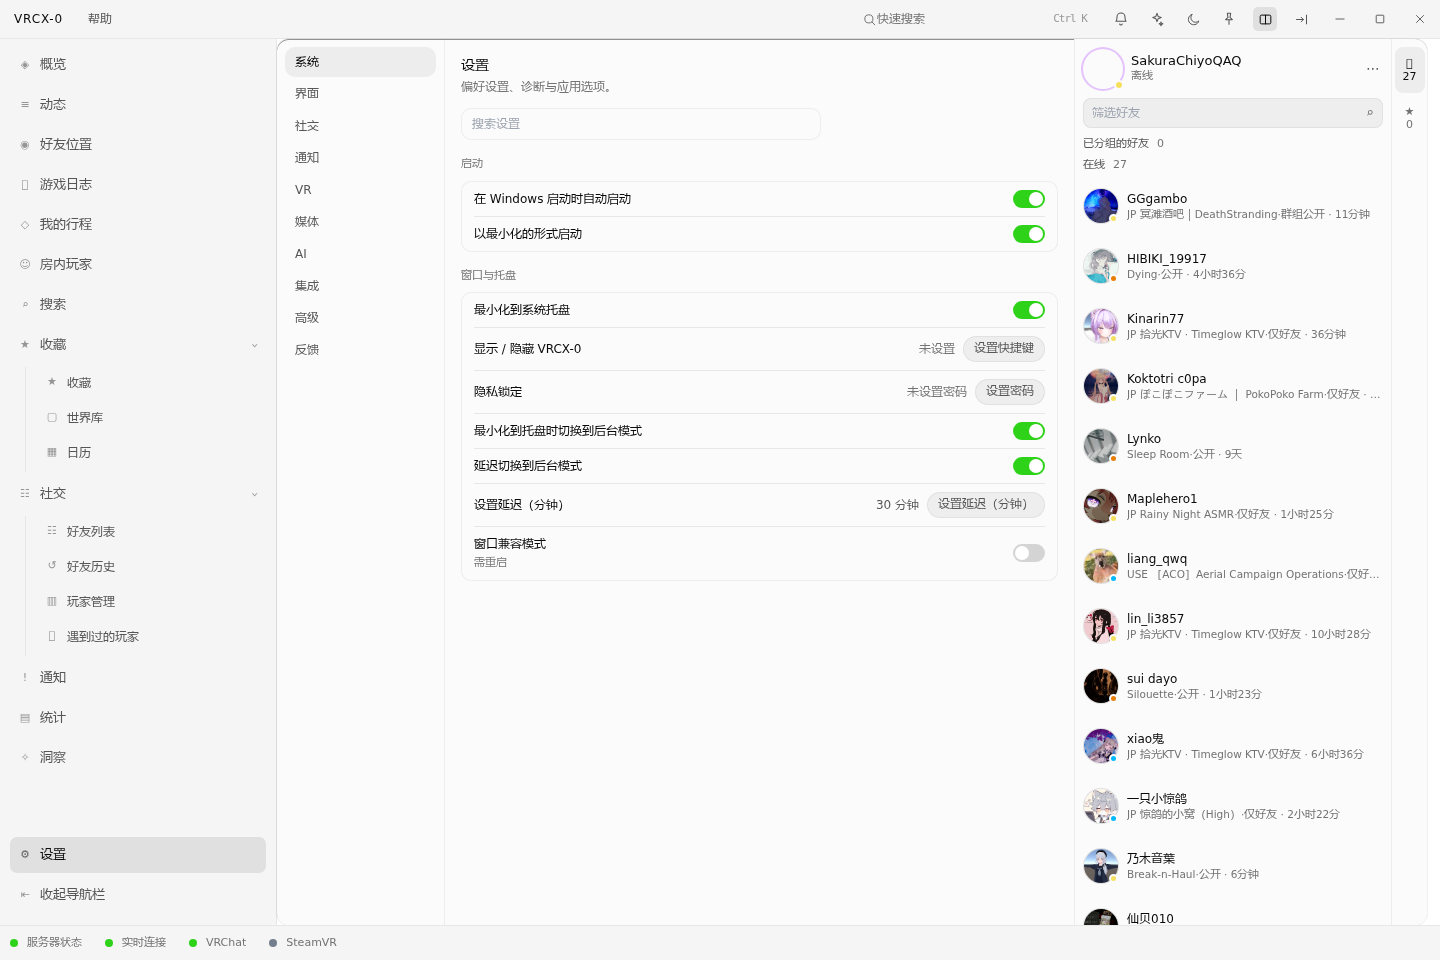 VRCX-0
帮助
快速搜索
Ctrl K
概览
动态
好友位置
游戏日志
我的行程
房内玩家
搜索
收藏
收藏
世界库
日历
社交
好友列表
好友历史
玩家管理
遇到过的玩家
通知
统计
洞察
设置
收起导航栏
系统
界面
社交
通知
VR
媒体
AI
集成
高级
反馈
设置
偏好设置、诊断与应用选项。
搜索设置
启动
在 Windows 启动时自动启动
以最小化的形式启动
窗口与托盘
最小化到系统托盘
显示 / 隐藏 VRCX-0
未设置
设置快捷键
隐私锁定
未设置密码
设置密码
最小化到托盘时切换到后台模式
延迟切换到后台模式
设置延迟（分钟）
30 分钟
设置延迟（分钟）
窗口兼容模式
需重启
SakuraChiyoQAQ
离线
筛选好友
已分组的好友 0
在线 27
GGgambo
JP 冥滩酒吧 | DeathStranding·群组公开 · 11分钟
HIBIKI_19917
Dying·公开 · 4小时36分
Kinarin77
JP 拾光KTV · Timeglow KTV·仅好友 · 36分钟
Koktotri c0pa
JP ぽこぽこファーム ｜ PokoPoko Farm·仅好友 · …
Lynko
Sleep Room·公开 · 9天
Maplehero1
JP Rainy Night ASMR·仅好友 · 1小时25分
liang_qwq
USE ［ACO］Aerial Campaign Operations·仅好…
lin_li3857
JP 拾光KTV · Timeglow KTV·仅好友 · 10小时28分
sui dayo
Silouette·公开 · 1小时23分
xiao鬼
JP 拾光KTV · Timeglow KTV·仅好友 · 6小时36分
一只小惊鸽
JP 惊鸽的小窝（High）·仅好友 · 2小时22分
乃木音葉
Break-n-Haul·公开 · 6分钟
仙贝010
27
★
0
服务器状态
实时连接
VRChat
SteamVR